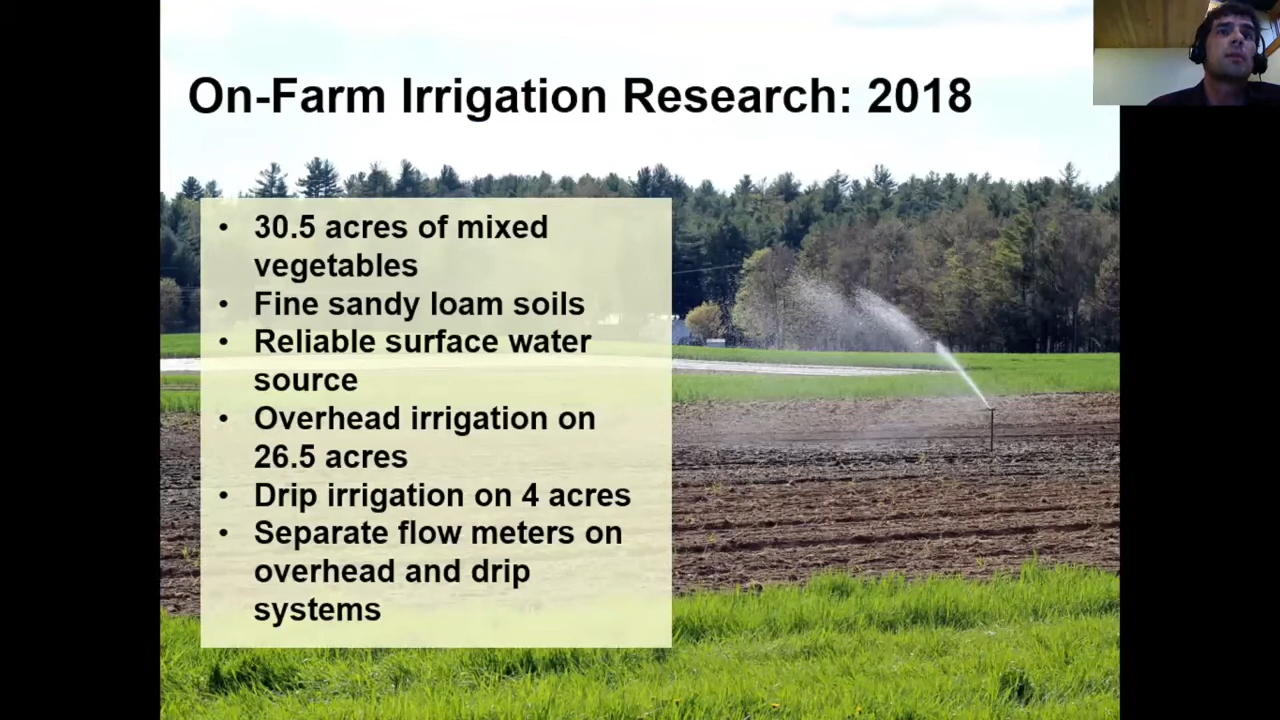 On-Farm Irrigation Research: 2018
• 30.5 acres of mixed
vegetables
• Fine sandy loam soils
• Reliable surface water
source
• Overhead irrigation on
26.5 acres
• Drip irrigation on 4 acres
• Separate flow meters on
overhead and drip
systems